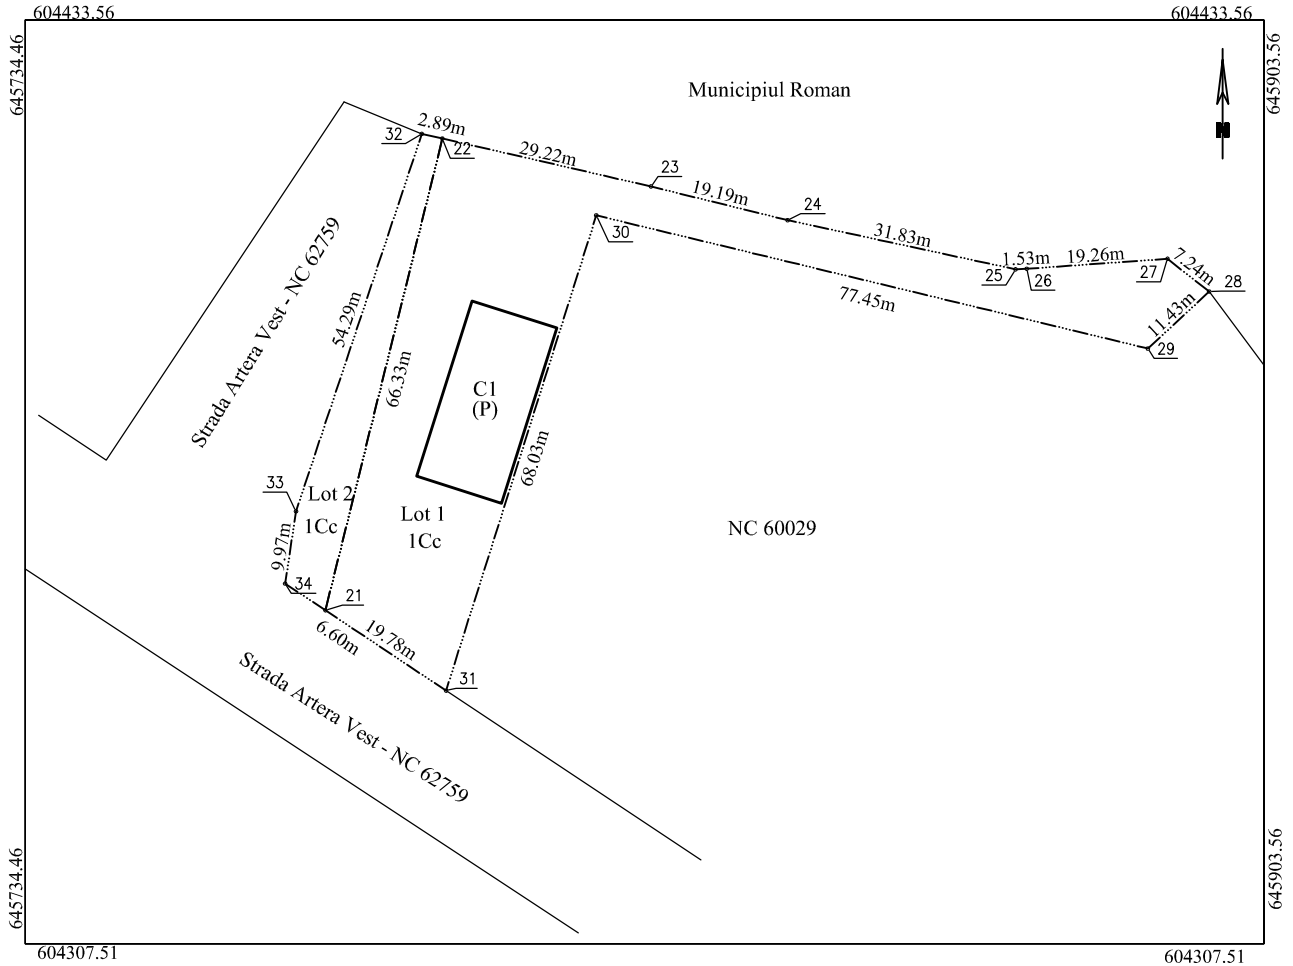 604433.56
604433.56
645734.46
645903.56
Municipiul Roman
N
32
2.89m
22
29.22m
23
19.19m
24
31.83m
25
1.53m
26
19.26m
27
7.24m
28
11.43m
29
30
77.45m
Strada Artera Vest - NC 62759
54.29m
66.33m
C1
(P)
68.03m
33
Lot 2
1Cc
Lot 1
1Cc
NC 60029
9.97m
34
21
6.60m
19.78m
31
Strada Artera Vest - NC 62759
645734.46
645903.56
604307.51
604307.51